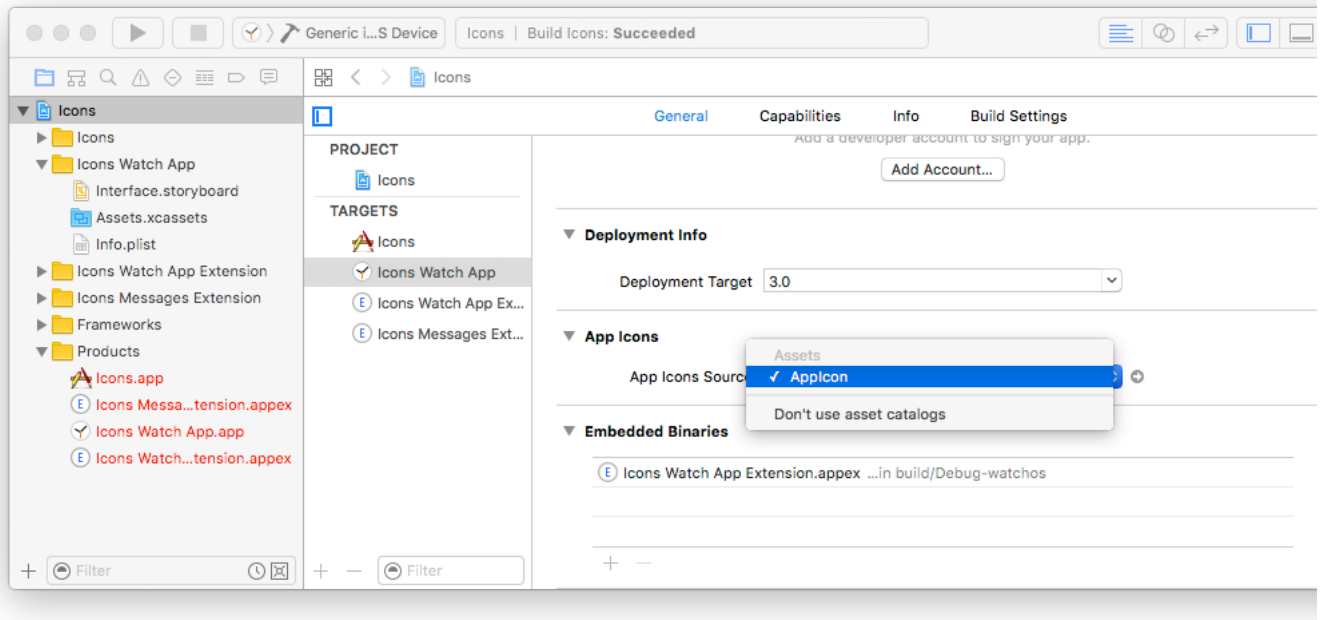 Generic i...S Device
Icons | Build Icons: Succeeded
Icons
Icons
Icons
Icons Watch App
Interface.storyboard
Assets.xcassets
Info.plist
Icons Watch App Extension
Icons Messages Extension
Frameworks
Products
Icons.app
Icons Messa...tension.appex
Icons Watch App.app
Icons Watch...tension.appex
Filter
General Capabilities Info Build Settings
PROJECT
Icons
TARGETS
Icons
Icons Watch App
Icons Watch App Ex...
Icons Messages Ext...
Filter
Add a developer account to sign your app.
Add Account...
Deployment Info
Deployment Target 3.0
App Icons
App Icons Sourc
Assets
✓ AppIcon
Don't use asset catalogs
Embedded Binaries
Icons Watch App Extension.appex ...in build/Debug-watchos